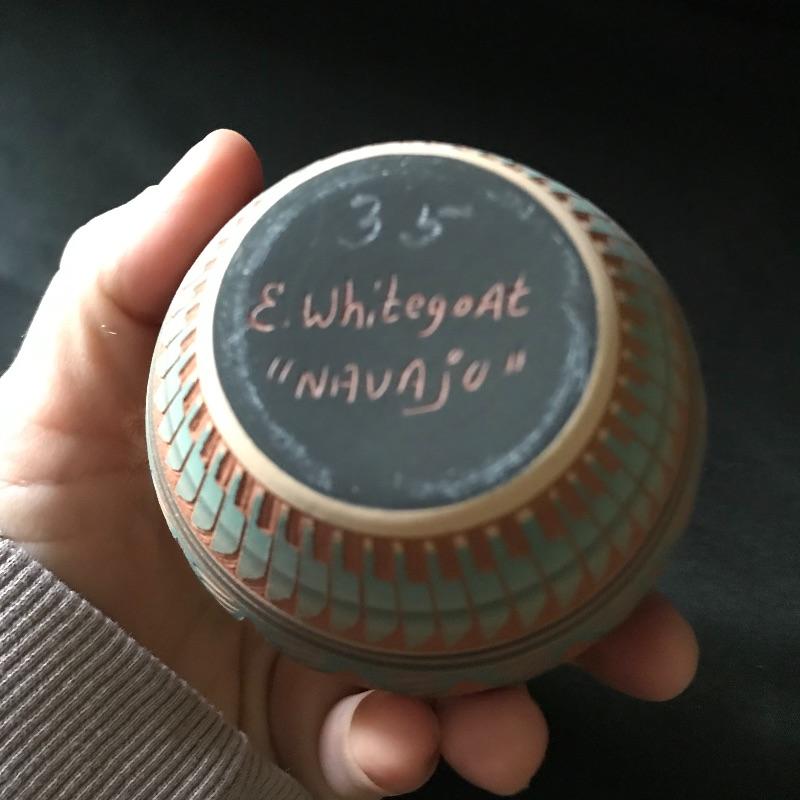 35
E. WhitegoAt
"NAVAjo"